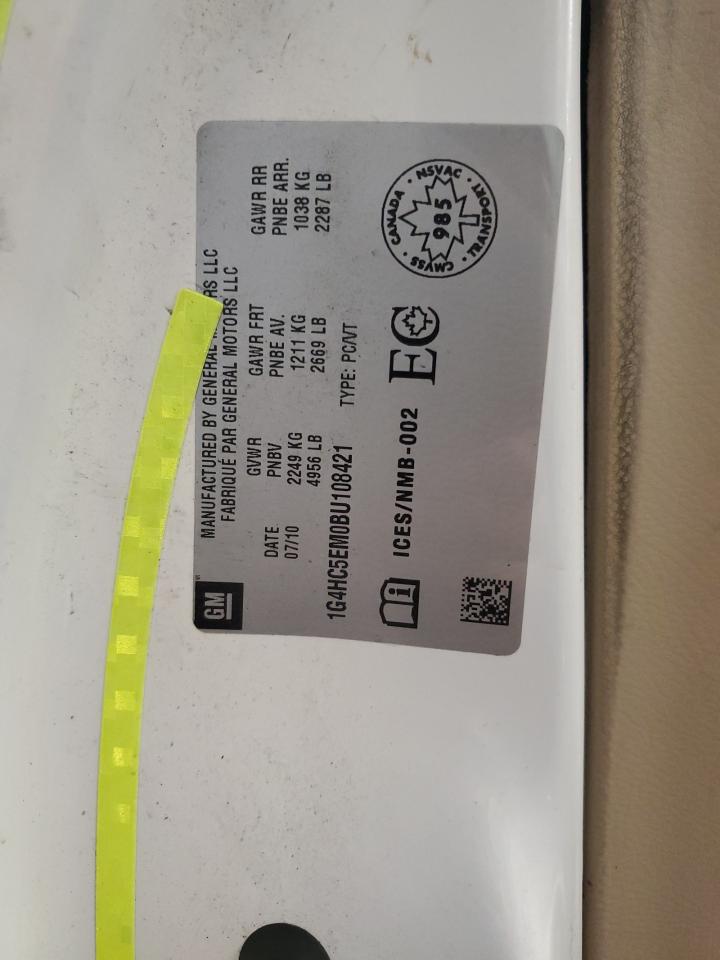 GM
MANUFACTURED BY GENERAL RS LLC
FABRIQUÉ PAR GENERAL MOTORS LLC
DATE GVWR GAWR FRT GAWR RR
07/10 PNBV PNBE AV. PNBE ARR.
2249 KG 1211 KG 1038 KG
4956 LB 2669 LB 2287 LB
1G4HC5EM0BU108421 TYPE: PC/VT
i ICES/NMB-002 EC
CANADA · NSVAC · TRANSPORT · CMVSS ·
985